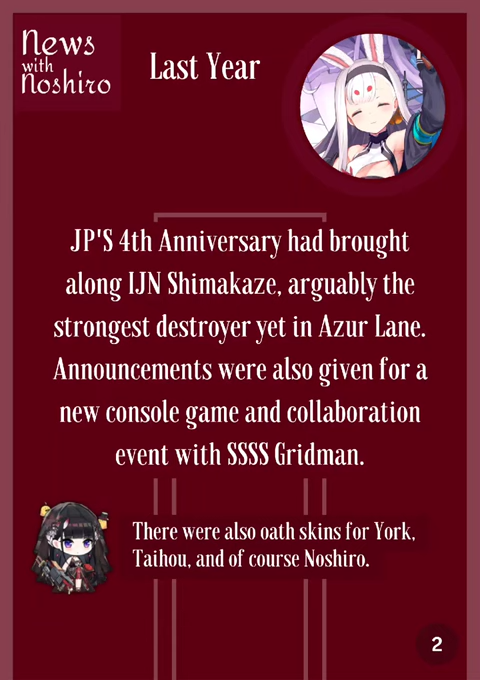 News
with
Noshiro
Last Year
JP'S 4th Anniversary had brought
along IJN Shimakaze, arguably the
strongest destroyer yet in Azur Lane.
Announcements were also given for a
new console game and collaboration
event with SSSS Gridman.
There were also oath skins for York,
Taihou, and of course Noshiro.
2